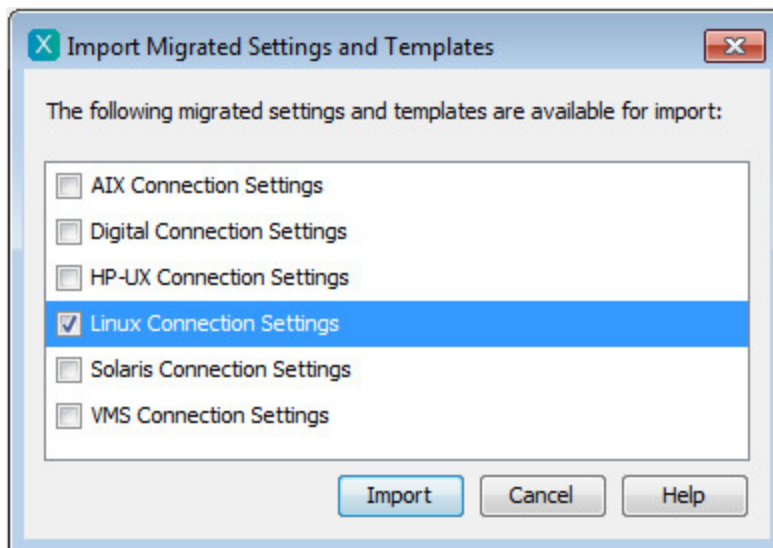 X Import Migrated Settings and Templates
The following migrated settings and templates are available for import:
AIX Connection Settings
Digital Connection Settings
HP-UX Connection Settings
Linux Connection Settings
Solaris Connection Settings
VMS Connection Settings
Import Cancel Help